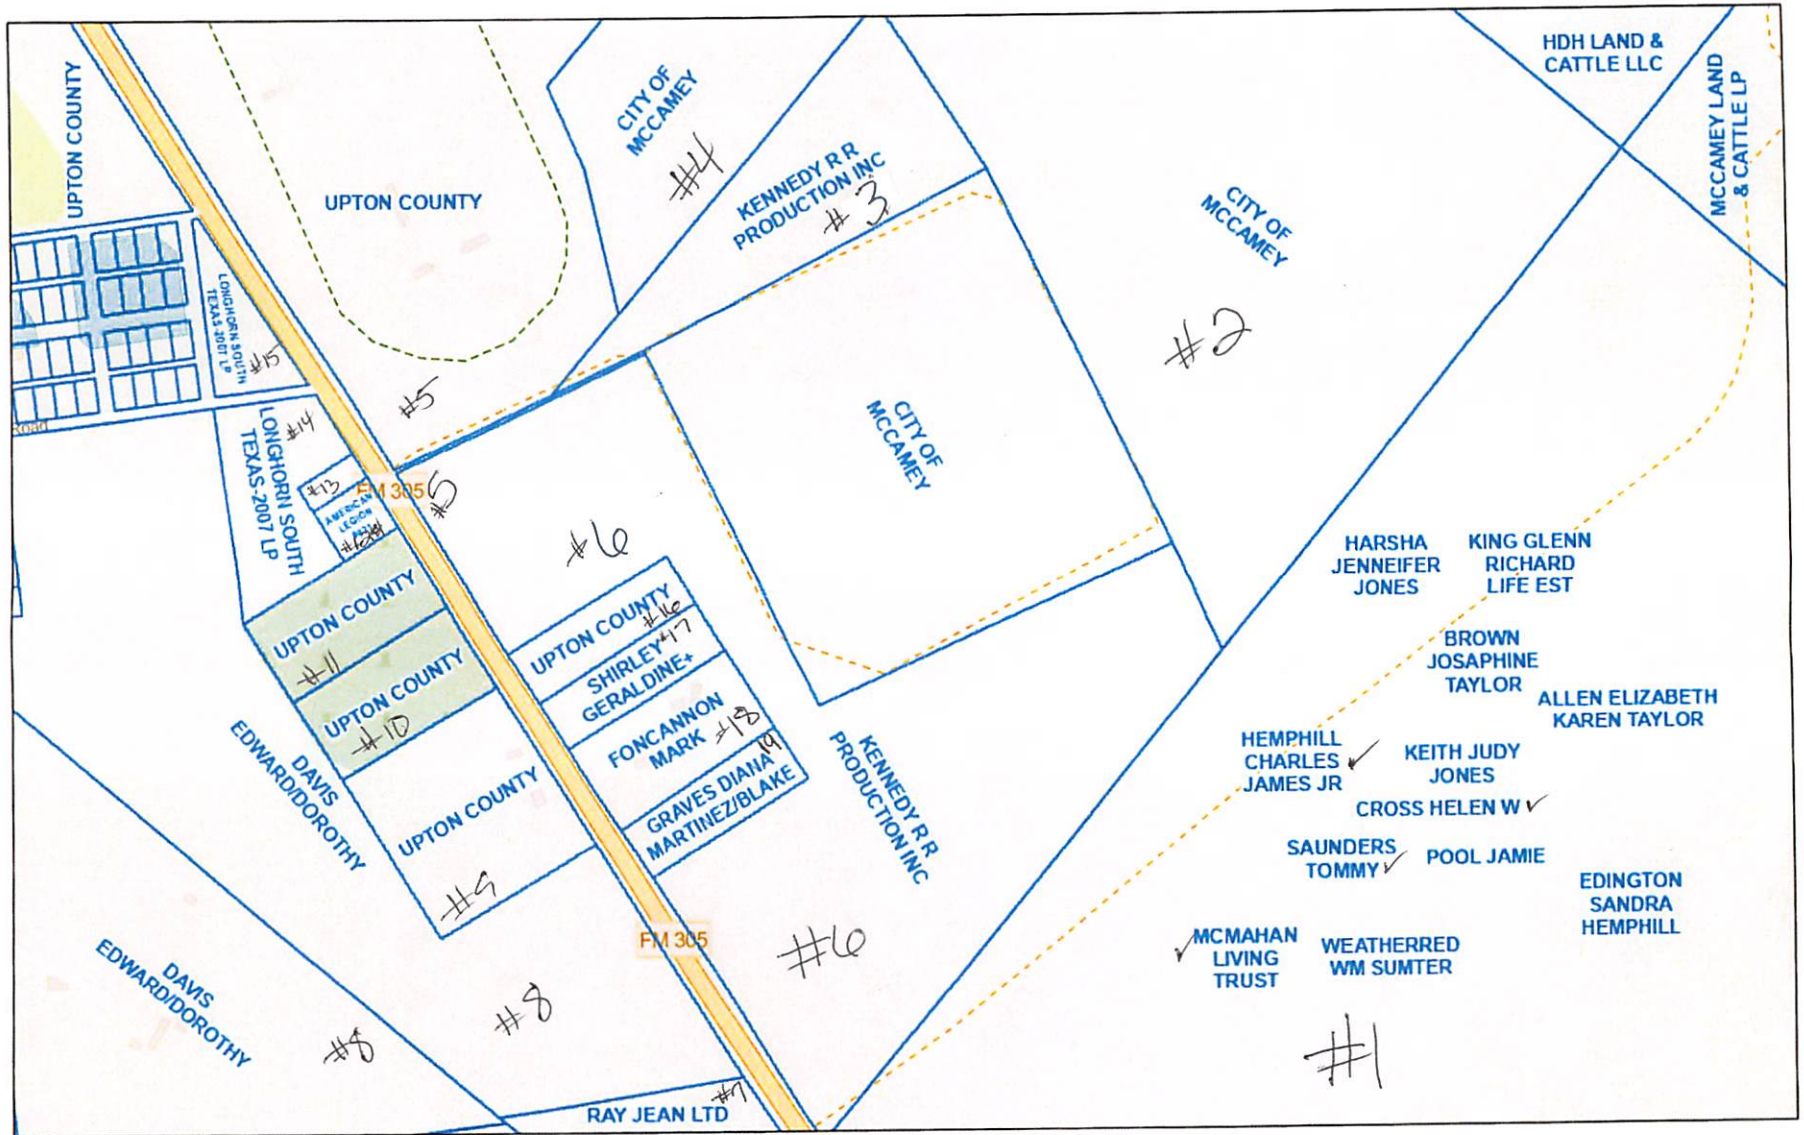 HDH LAND &
CATTLE LLC
MCCAMEY LAND
& CATTLE LP
UPTON COUNTY
UPTON COUNTY
CITY OF
MCCAMEY
#4
KENNEDY R R
PRODUCTION INC
#3
CITY OF
MCCAMEY
#2
LONGHORN SOUTH
TEXAS-2007 LP
#15
#5
#14
LONGHORN SOUTH
TEXAS-2007 LP
Road
CITY OF
MCCAMEY
#13
FM 305
#5
AMERICAN
LEGION
#6
UPTON COUNTY
#11
UPTON COUNTY
#10
UPTON COUNTY
#16
SHIRLEY #17
GERALDINE+
FONCANNON
MARK #18
GRAVES DIANA 19
MARTINEZ/BLAKE
DAVIS
EDWARD/DOROTHY
UPTON COUNTY
#9
KENNEDY R R
PRODUCTION INC
HARSHA
JENNEIFER
JONES
KING GLENN
RICHARD
LIFE EST
BROWN
JOSAPHINE
TAYLOR
ALLEN ELIZABETH
KAREN TAYLOR
HEMPHILL
CHARLES
JAMES JR
KEITH JUDY
JONES
CROSS HELEN W
SAUNDERS
TOMMY
POOL JAMIE
EDINGTON
SANDRA
HEMPHILL
MCMAHAN
LIVING
TRUST
WEATHERRED
WM SUMTER
#1
FM 305
#6
DAVIS
EDWARD/DOROTHY
#8
#8
#7
RAY JEAN LTD